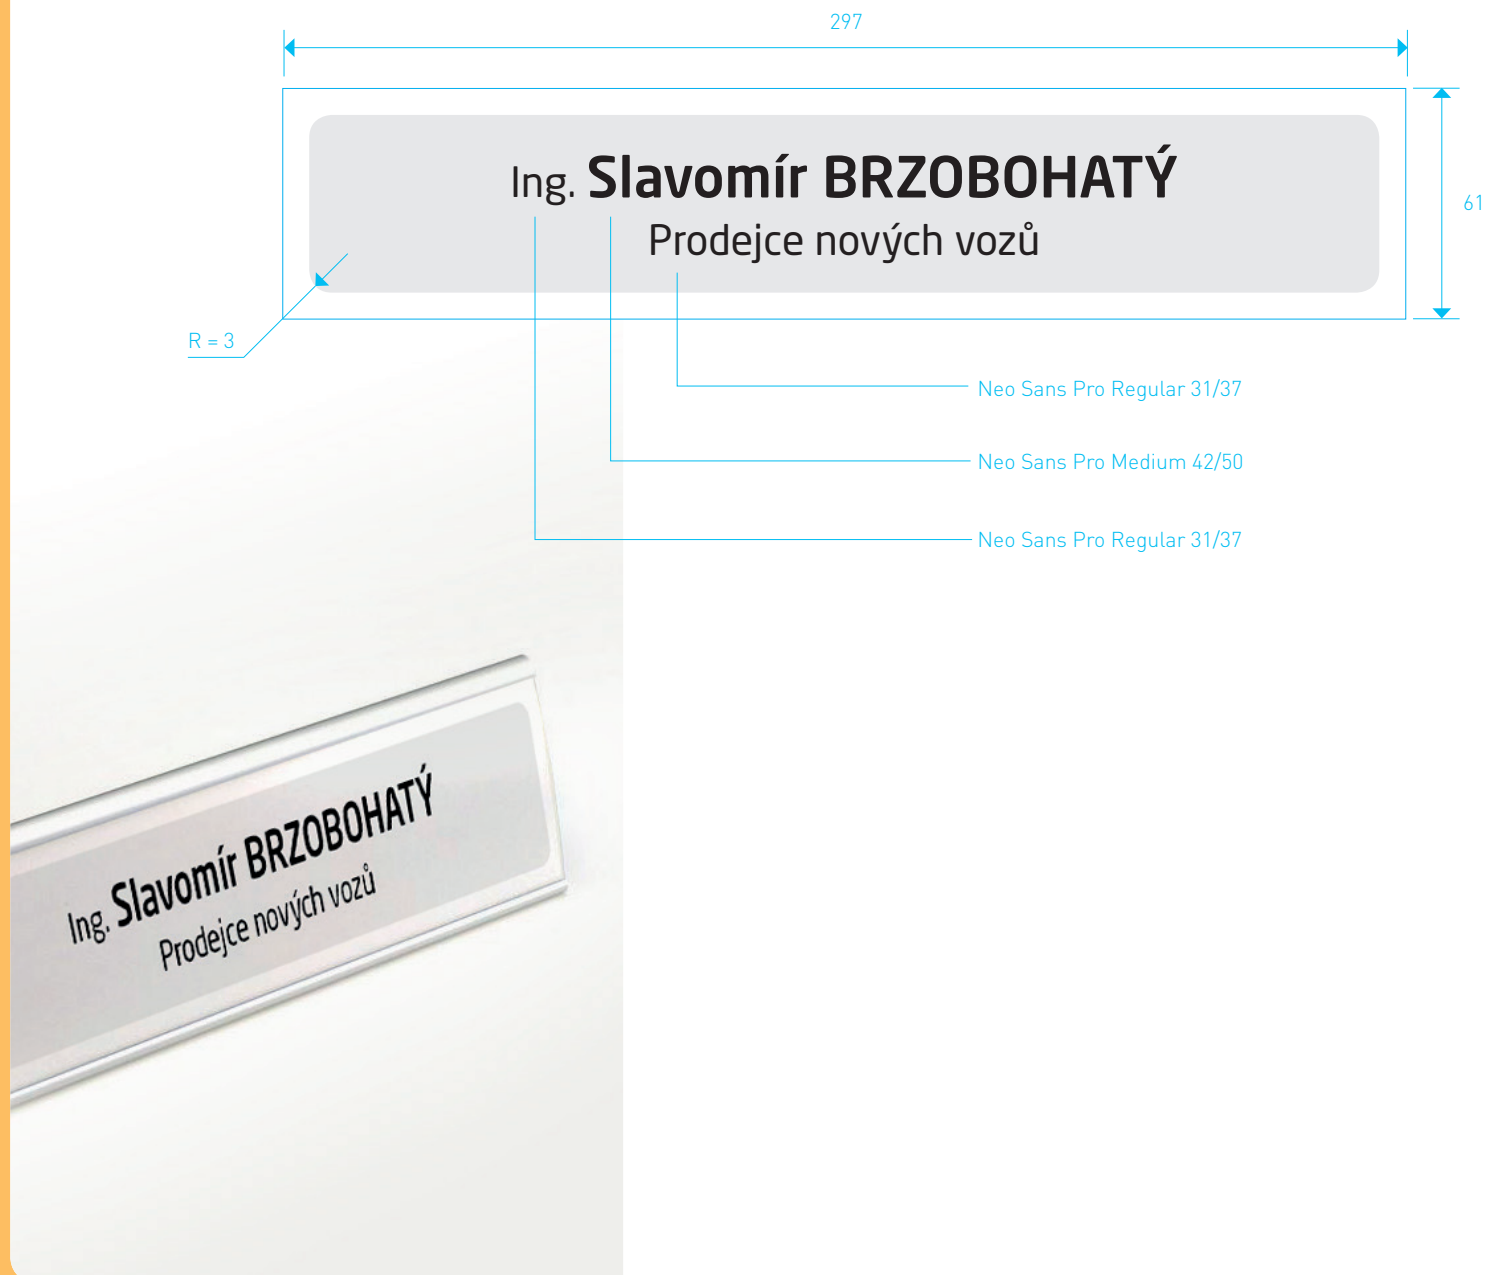 297
Ing. Slavomír BRZOBOHATÝ
61
Prodejce nových vozů
R = 3
Neo Sans Pro Regular 31/37
Neo Sans Pro Medium 42/50
Neo Sans Pro Regular 31/37
Ing. Slavomír BRZOBOHATÝ
Prodejce nových vozů